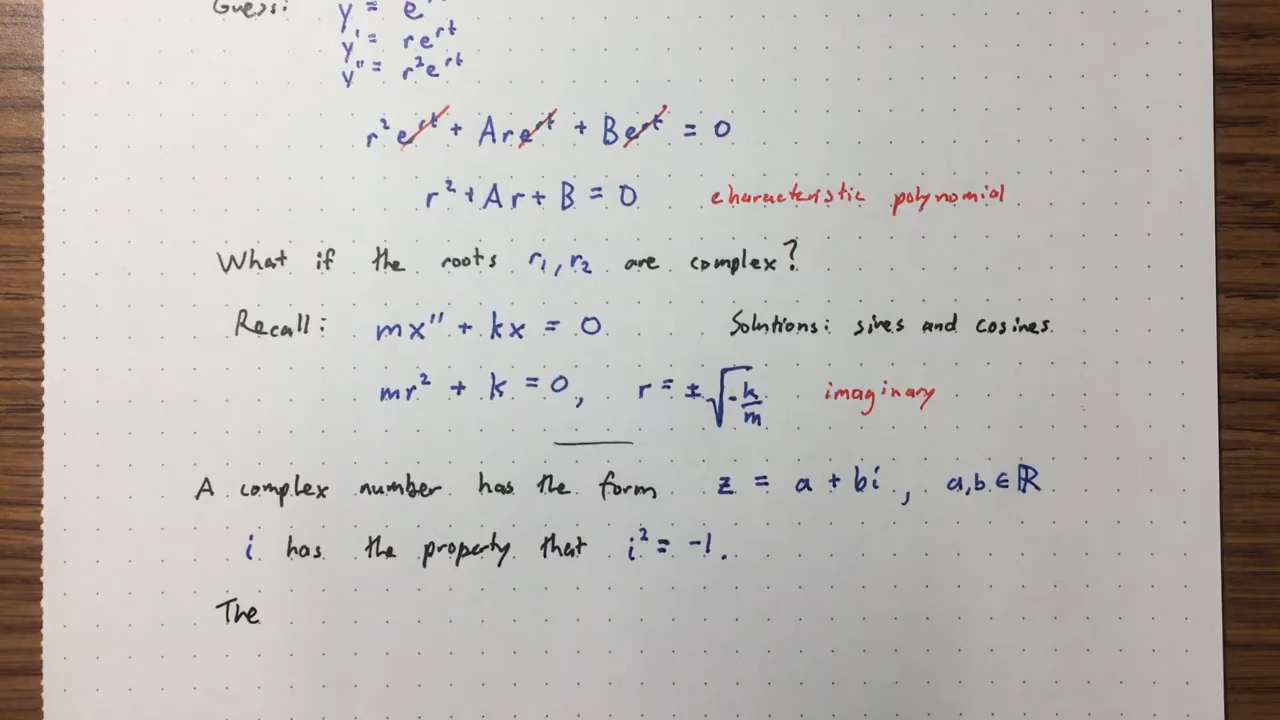 Guess: y = e
y' = re^{rt}
y'' = r^2e^{rt}
r^2e^{rt} + Are^{rt} + Be^{rt} = 0
r^2 + Ar + B = 0 characteristic polynomial
What if the roots r_1, r_2 are complex?
Recall: mx'' + kx = 0 Solutions: sines and cosines.
mr^2 + k = 0, r = ±√(-k/m) imaginary
A complex number has the form z = a + bi, a,b ∈ ℝ
i has the property that i^2 = -1.
The